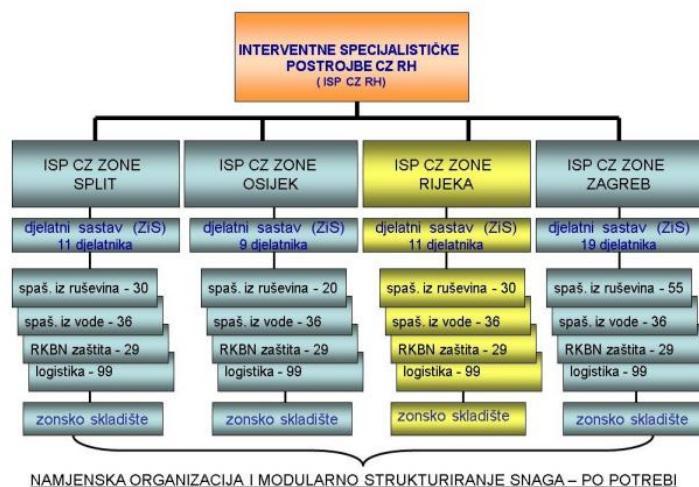 INTERVENTNE SPECIJALISTIČKE
POSTROJBE CZ RH
( ISP CZ RH)
ISP CZ ZONE
SPLIT
djelatni sastav (ZiS)
11 djelatnika
spaš. iz ruševina - 30
spaš. iz vode - 36
RKBN zaštita - 29
logistika - 99
zonsko skladište
ISP CZ ZONE
OSIJEK
djelatni sastav (ZiS)
9 djelatnika
spaš. iz ruševina - 20
spaš. iz vode - 36
RKBN zaštita - 29
logistika - 99
zonsko skladište
ISP CZ ZONE
RIJEKA
djelatni sastav (ZiS)
11 djelatnika
spaš. iz ruševina - 30
spaš. iz vode - 36
RKBN zaštita - 29
logistika - 99
zonsko skladište
ISP CZ ZONE
ZAGREB
djelatni sastav (ZiS)
19 djelatnika
spaš. iz ruševina - 55
spaš. iz vode - 36
RKBN zaštita - 29
logistika - 99
zonsko skladište
NAMJENSKA ORGANIZACIJA I MODULARNO STRUKTURIRANJE SNAGA – PO POTREBI